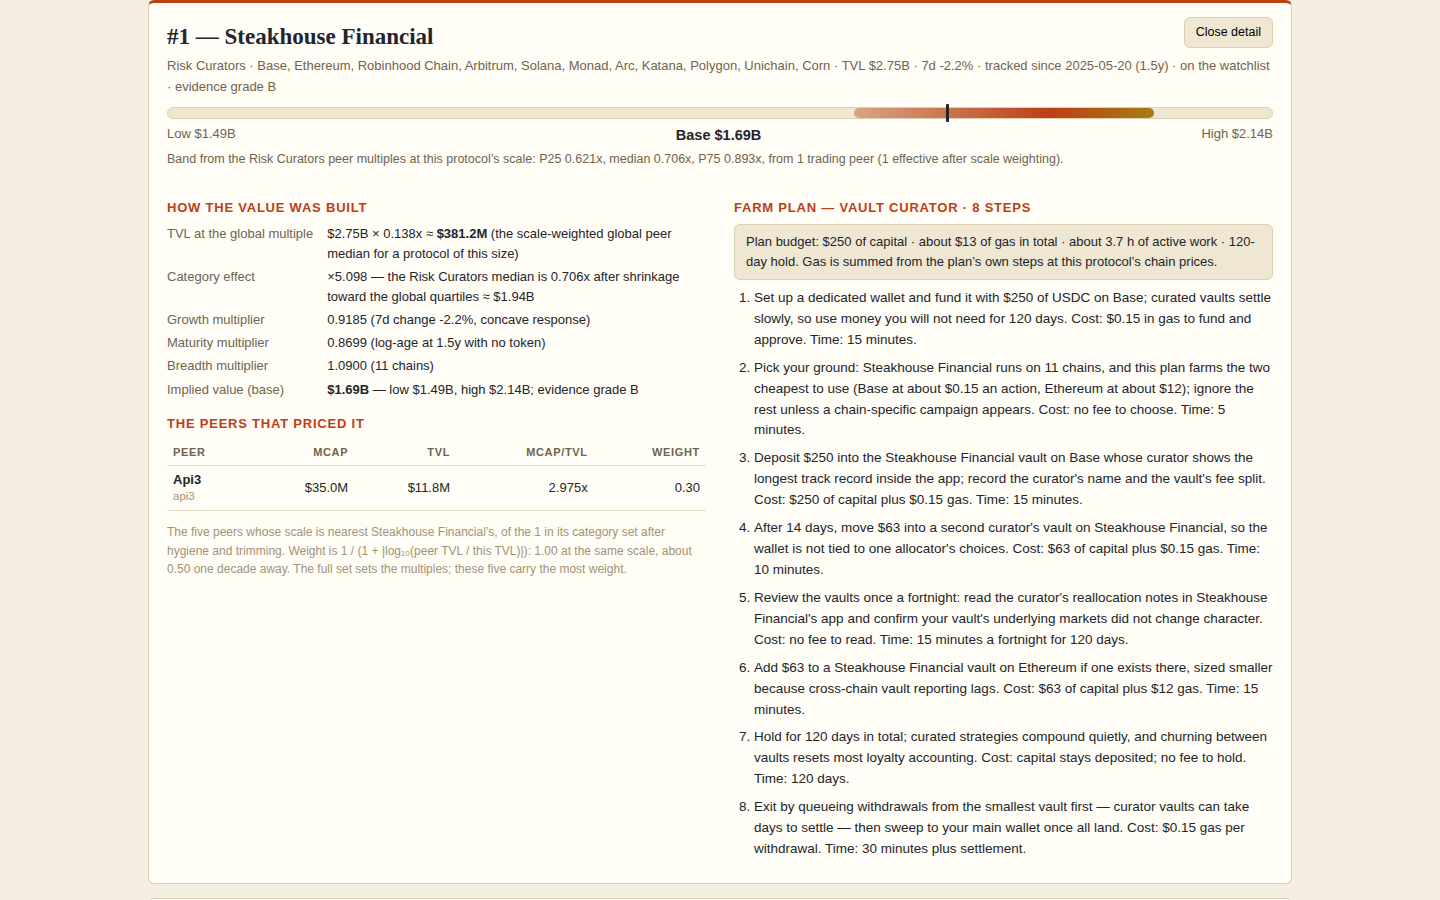 #1 — Steakhouse Financial
Close detail
Risk Curators · Base, Ethereum, Robinhood Chain, Arbitrum, Solana, Monad, Arc, Katana, Polygon, Unichain, Corn · TVL $2.75B · 7d -2.2% · tracked since 2025-05-20 (1.5y) · on the watchlist
· evidence grade B
Low $1.49B
Base $1.69B
High $2.14B
Band from the Risk Curators peer multiples at this protocol's scale: P25 0.621x, median 0.706x, P75 0.893x, from 1 trading peer (1 effective after scale weighting).
HOW THE VALUE WAS BUILT
TVL at the global multiple $2.75B × 0.138x ≈ $381.2M (the scale-weighted global peer
median for a protocol of this size)
Category effect ×5.098 — the Risk Curators median is 0.706x after shrinkage
toward the global quartiles ≈ $1.94B
Growth multiplier 0.9185 (7d change -2.2%, concave response)
Maturity multiplier 0.8699 (log-age at 1.5y with no token)
Breadth multiplier 1.0900 (11 chains)
Implied value (base) $1.69B — low $1.49B, high $2.14B; evidence grade B
THE PEERS THAT PRICED IT
PEER MCAP TVL MCAP/TVL WEIGHT
Api3 $35.0M $11.8M 2.975x 0.30
api3
The five peers whose scale is nearest Steakhouse Financial's, of the 1 in its category set after
hygiene and trimming. Weight is 1 / (1 + |log₁₀(peer TVL / this TVL)|): 1.00 at the same scale, about
0.50 one decade away. The full set sets the multiples; these five carry the most weight.
FARM PLAN — VAULT CURATOR · 8 STEPS
Plan budget: $250 of capital · about $13 of gas in total · about 3.7 h of active work · 120-
day hold. Gas is summed from the plan's own steps at this protocol's chain prices.
1. Set up a dedicated wallet and fund it with $250 of USDC on Base; curated vaults settle
slowly, so use money you will not need for 120 days. Cost: $0.15 in gas to fund and
approve. Time: 15 minutes.
2. Pick your ground: Steakhouse Financial runs on 11 chains, and this plan farms the two
cheapest to use (Base at about $0.15 an action, Ethereum at about $12); ignore the
rest unless a chain-specific campaign appears. Cost: no fee to choose. Time: 5
minutes.
3. Deposit $250 into the Steakhouse Financial vault on Base whose curator shows the
longest track record inside the app; record the curator's name and the vault's fee split.
Cost: $250 of capital plus $0.15 gas. Time: 15 minutes.
4. After 14 days, move $63 into a second curator's vault on Steakhouse Financial, so the
wallet is not tied to one allocator's choices. Cost: $63 of capital plus $0.15 gas. Time:
10 minutes.
5. Review the vaults once a fortnight: read the curator's reallocation notes in Steakhouse
Financial's app and confirm your vault's underlying markets did not change character.
Cost: no fee to read. Time: 15 minutes a fortnight for 120 days.
6. Add $63 to a Steakhouse Financial vault on Ethereum if one exists there, sized smaller
because cross-chain vault reporting lags. Cost: $63 of capital plus $12 gas. Time: 15
minutes.
7. Hold for 120 days in total; curated strategies compound quietly, and churning between
vaults resets most loyalty accounting. Cost: capital stays deposited; no fee to hold.
Time: 120 days.
8. Exit by queueing withdrawals from the smallest vault first — curator vaults can take
days to settle — then sweep to your main wallet once all land. Cost: $0.15 gas per
withdrawal. Time: 30 minutes plus settlement.